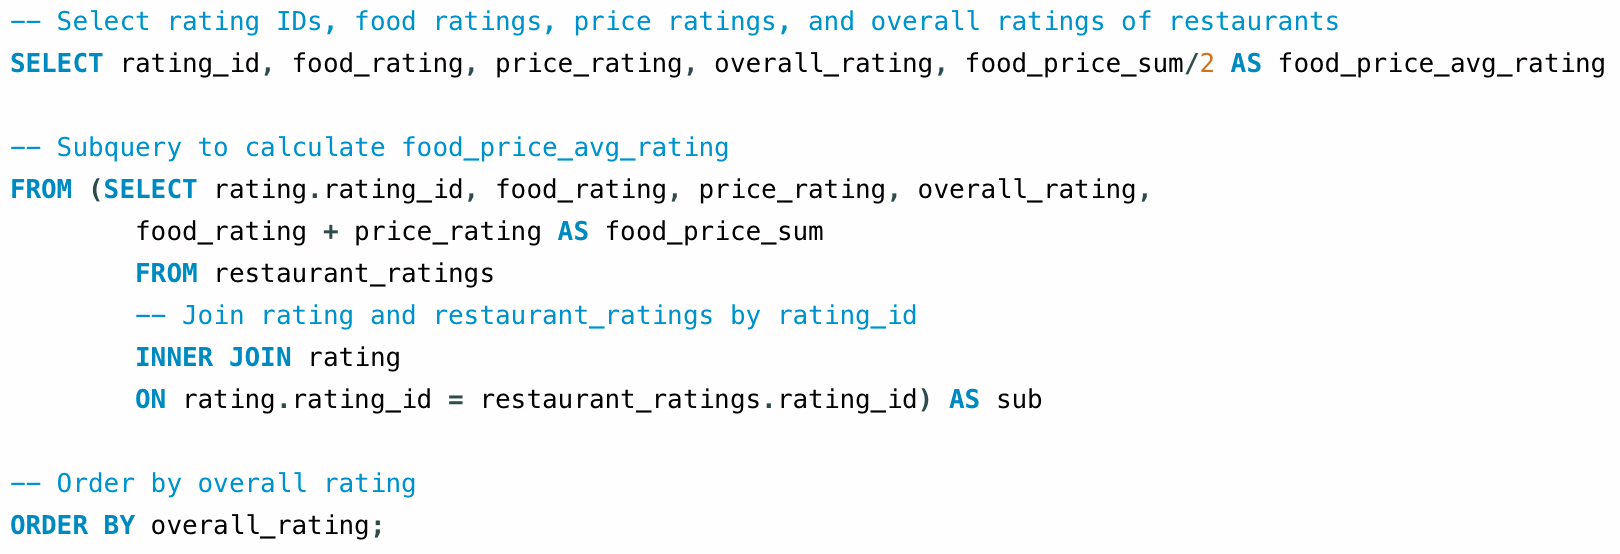 -- Select rating IDs, food ratings, price ratings, and overall ratings of restaurants
SELECT rating_id, food_rating, price_rating, overall_rating, food_price_sum/2 AS food_price_avg_rating
-- Subquery to calculate food_price_avg_rating
FROM (SELECT rating.rating_id, food_rating, price_rating, overall_rating,
food_rating + price_rating AS food_price_sum
FROM restaurant_ratings
-- Join rating and restaurant_ratings by rating_id
INNER JOIN rating
ON rating.rating_id = restaurant_ratings.rating_id) AS sub
-- Order by overall rating
ORDER BY overall_rating;